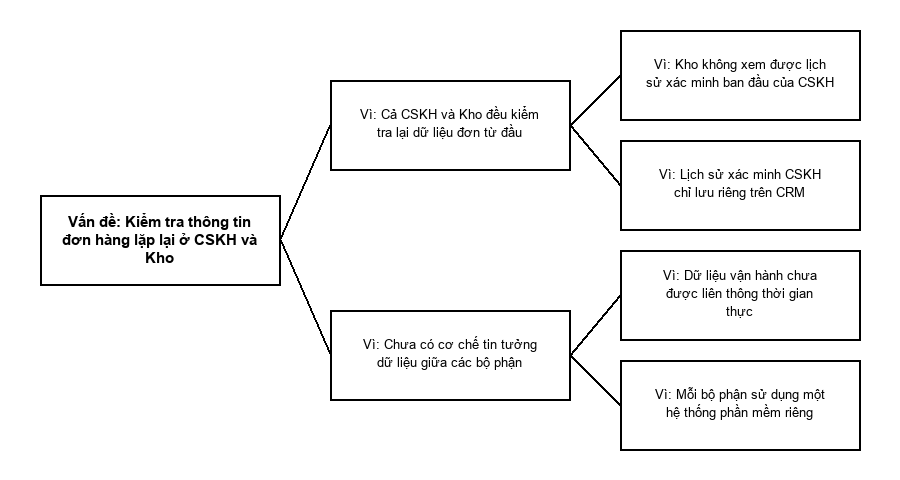 Vấn đề: Kiểm tra thông tin
đơn hàng lặp lại ở CSKH và
Kho
Vì: Cả CSKH và Kho đều kiểm
tra lại dữ liệu đơn từ đầu
Vì: Kho không xem được lịch
sử xác minh ban đầu của CSKH
Vì: Lịch sử xác minh CSKH
chỉ lưu riêng trên CRM
Vì: Chưa có cơ chế tin tưởng
dữ liệu giữa các bộ phận
Vì: Dữ liệu vận hành chưa
được liên thông thời gian
thực
Vì: Mỗi bộ phận sử dụng một
hệ thống phần mềm riêng